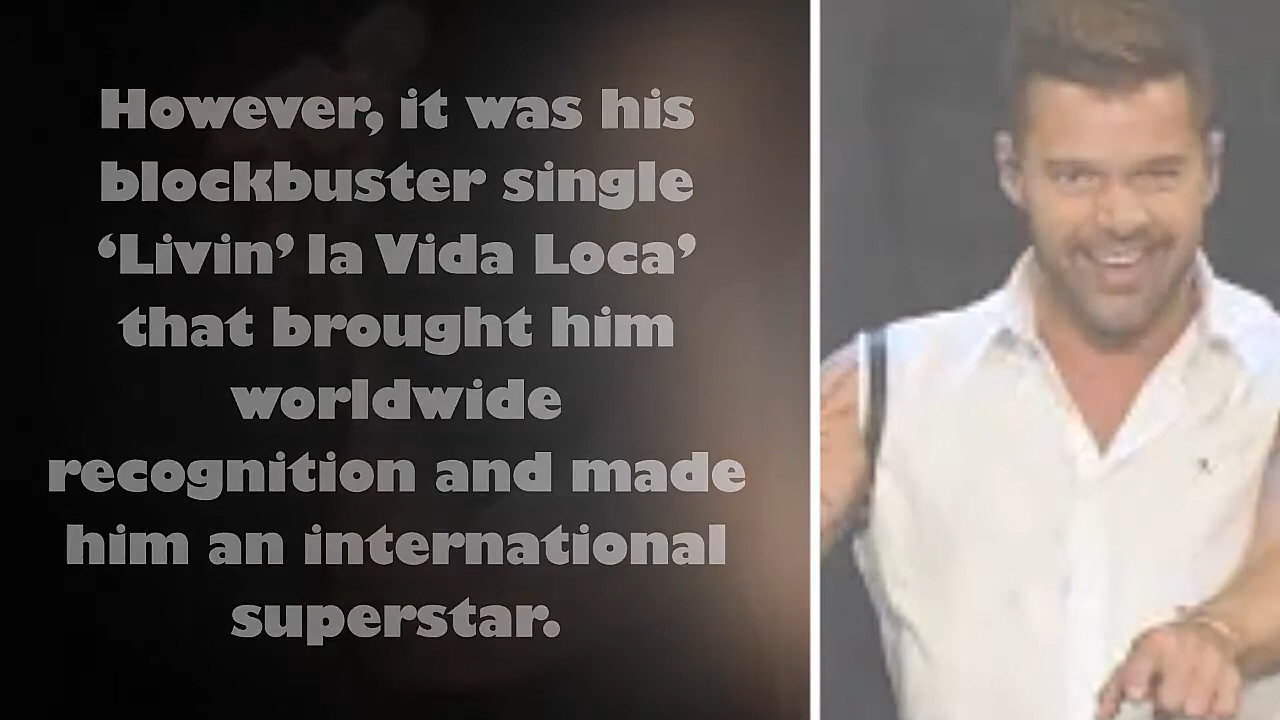 However, it was his
blockbuster single
‘Livin’ la Vida Loca’
that brought him
worldwide
recognition and made
him an international
superstar.